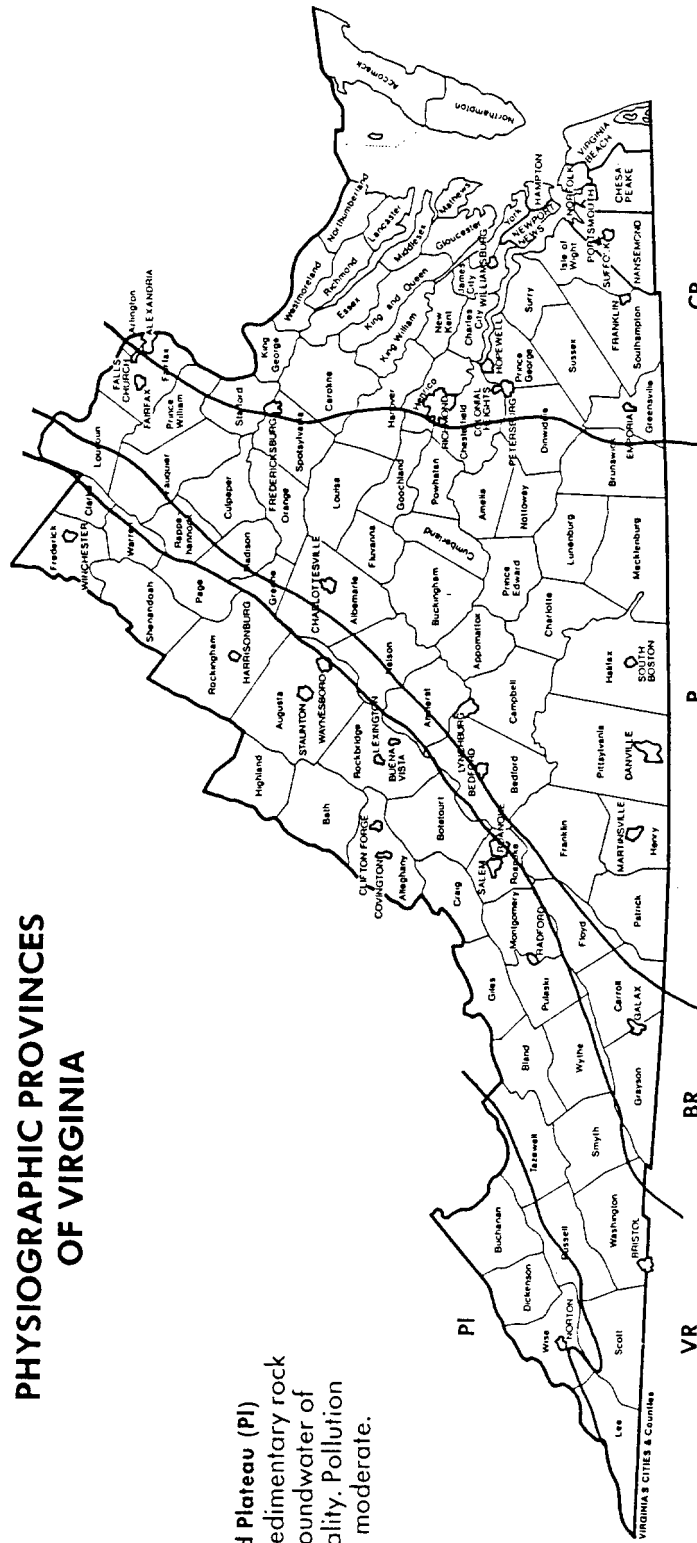 PHYSIOGRAPHIC PROVINCES
OF VIRGINIA
d Plateau (Pl)
edimentary rock
oundwater of
ality. Pollution
moderate.
Accomack
Northampton
Northumberland
Lancaster
Westmoreland
Richmond
Middlesex
Mathews
Essex
Gloucester
King and Queen
King William
King
George
Caroline
Arlington
ALEXANDRIA
FALLS
CHURCH
FAIRFAX
Fairfax
Prince
William
Loudoun
Stafford
Fauquier
Clarke
Frederick
WINCHESTER
Warren
Rappa
hannock
Culpeper
FREDERICKSBURG
Spotsylvania
Orange
Madison
Greene
Page
Shenandoah
Rockingham
HARRISONBURG
Louisa
Hanover
Henrico
RICHMOND
New
Kent
Charles
City
James
City
WILLIAMSBURG
York
HAMPTON
NEWPORT
NEWS
NORFOLK
PORTSMOUTH
VIRGINIA
BEACH
CHESA-
PEAKE
SUFFOLK
NANSEMOND
Isle of
Wight
Surry
HOPEWELL
Prince
George
COLONIAL
HEIGHTS
PETERSBURG
Chesterfield
Powhatan
Goochland
Fluvanna
CHARLOTTESVILLE
Albemarle
Augusta
STAUNTON
WAYNESBORO
Highland
Bath
Rockbridge
LEXINGTON
BUENA
VISTA
Nelson
Buckingham
Cumberland
Amelia
Nottoway
Dinwiddie
Sussex
Southampton
FRANKLIN
Greensville
EMPORIA
Brunswick
Lunenburg
Mecklenburg
Prince
Edward
Charlotte
Appomattox
Amherst
LYNCHBURG
Campbell
BEDFORD
Bedford
Halifax
SOUTH
BOSTON
Pittsylvania
DANVILLE
CLIFTON FORGE
COVINGTON
Alleghany
Botetourt
Craig
SALEM
ROANOKE
Roanoke
Franklin
MARTINSVILLE
Henry
Patrick
Floyd
Montgomery
RADFORD
Giles
Pulaski
Carroll
GALAX
Bland
Wythe
Grayson
Tazewell
Smyth
Buchanan
Russell
Washington
BRISTOL
Dickenson
Wise
NORTON
Scott
Lee
Pl
VIRGINIA'S CITIES & COUNTIES
VR
BR
P
CP